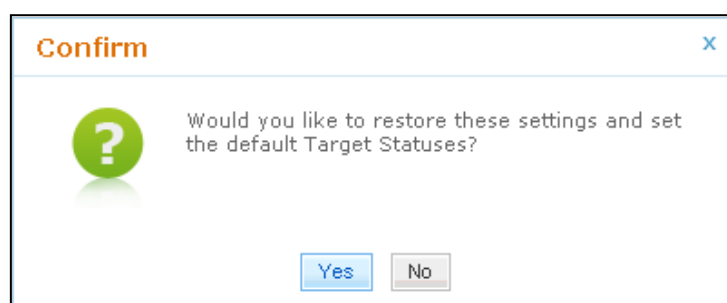 Confirm x
?
Would you like to restore these settings and set
the default Target Statuses?
Yes No